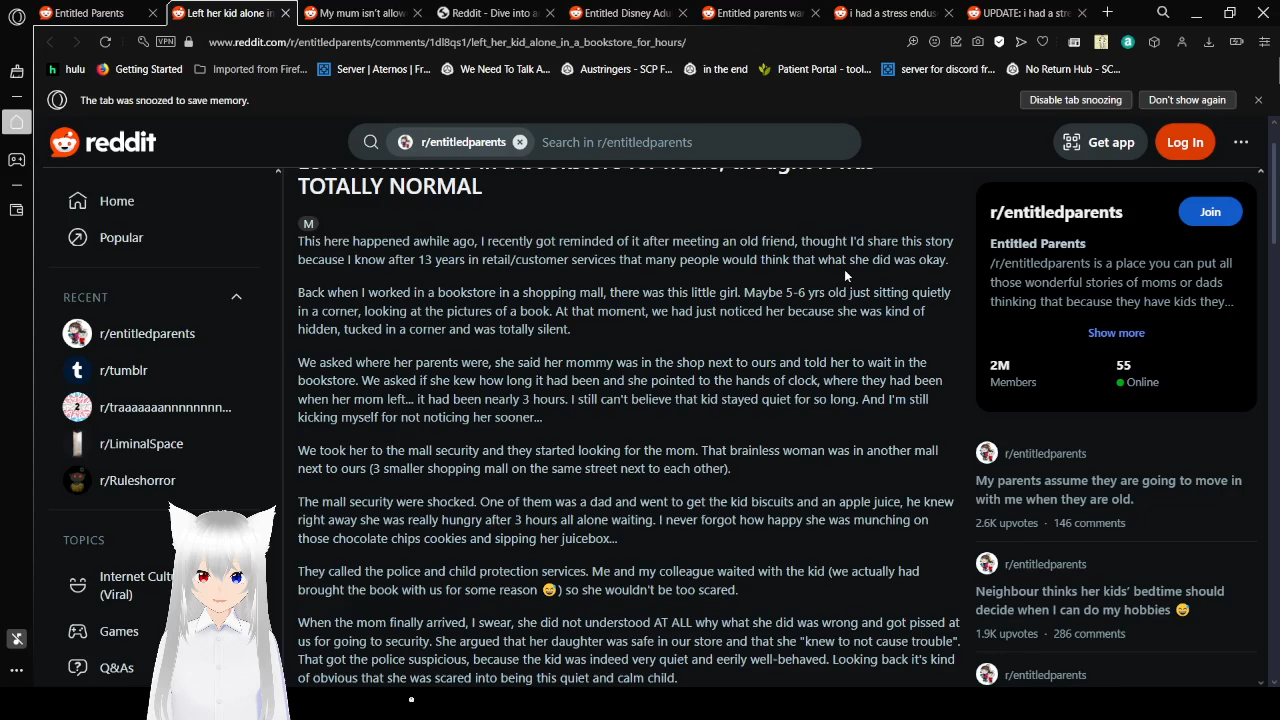 Entitled Parents
Left her kid alone in
My mum isn't allow
Reddit - Dive into an
Entitled Disney Adu
Entitled parents wa
i had a stress endus
UPDATE: i had a stre
VPN
www.reddit.com/r/entitledparents/comments/1dl8qs1/left_her_kid_alone_in_a_bookstore_for_hours/
hulu
Getting Started
Imported from Firef...
Server | Aternos | Fr...
We Need To Talk A...
Austringers - SCP F...
in the end
Patient Portal - tool...
server for discord fr...
No Return Hub - SC...
The tab was snoozed to save memory.
Disable tab snoozing
Don't show again
reddit
r/entitledparents
Search in r/entitledparents
Get app
Log In
Home
Popular
RECENT
r/entitledparents
r/tumblr
r/traaaaaaannnnnnnn...
r/LiminalSpace
r/Ruleshorror
TOPICS
Internet Cult
(Viral)
Games
Q&As
Left her kid alone in a bookstore for hours, thought it was
TOTALLY NORMAL
M
This here happened awhile ago, I recently got reminded of it after meeting an old friend, thought I'd share this story
because I know after 13 years in retail/customer services that many people would think that what she did was okay.
Back when I worked in a bookstore in a shopping mall, there was this little girl. Maybe 5-6 yrs old just sitting quietly
in a corner, looking at the pictures of a book. At that moment, we had just noticed her because she was kind of
hidden, tucked in a corner and was totally silent.
We asked where her parents were, she said her mommy was in the shop next to ours and told her to wait in the
bookstore. We asked if she kew how long it had been and she pointed to the hands of clock, where they had been
when her mom left... it had been nearly 3 hours. I still can't believe that kid stayed quiet for so long. And I'm still
kicking myself for not noticing her sooner...
We took her to the mall security and they started looking for the mom. That brainless woman was in another mall
next to ours (3 smaller shopping mall on the same street next to each other).
The mall security were shocked. One of them was a dad and went to get the kid biscuits and an apple juice, he knew
right away she was really hungry after 3 hours all alone waiting. I never forgot how happy she was munching on
those chocolate chips cookies and sipping her juicebox...
They called the police and child protection services. Me and my colleague waited with the kid (we actually had
brought the book with us for some reason 😅) so she wouldn't be too scared.
When the mom finally arrived, I swear, she did not understood AT ALL why what she did was wrong and got pissed at
us for going to security. She argued that her daughter was safe in our store and that she "knew to not cause trouble".
That got the police suspicious, because the kid was indeed very quiet and eerily well-behaved. Looking back it's kind
of obvious that she was scared into being this quiet and calm child.
r/entitledparents
Join
Entitled Parents
/r/entitledparents is a place you can put all
those wonderful stories of moms or dads
thinking that because they have kids they...
Show more
2M
Members
55
Online
r/entitledparents
My parents assume they are going to move in
with me when they are old.
2.6K upvotes · 146 comments
r/entitledparents
Neighbour thinks her kids' bedtime should
decide when I can do my hobbies 😅
1.9K upvotes · 286 comments
r/entitledparents